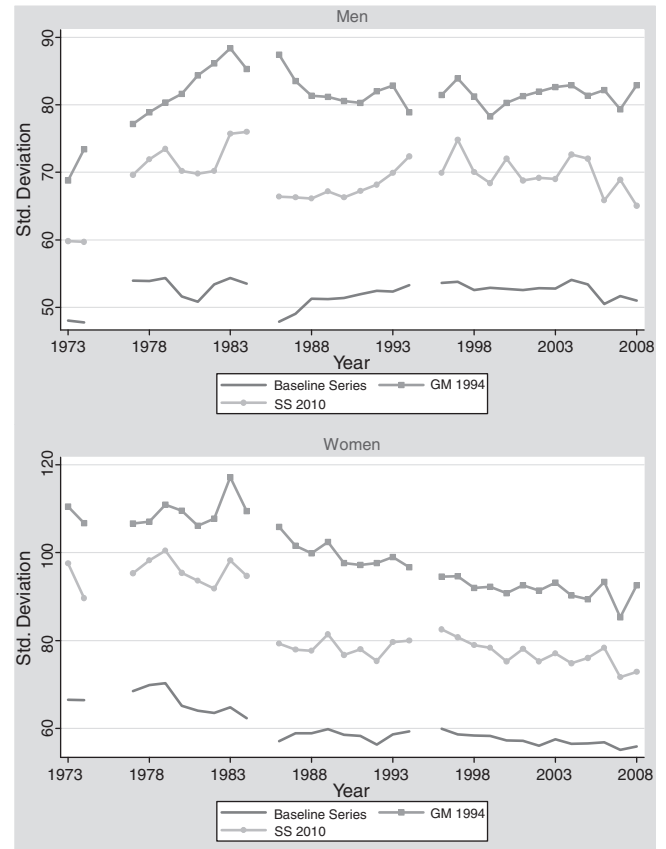 Men
Std. Deviation
90
80
70
60
50
1973 1978 1983 1988 1993 1998 2003 2008
Year
Baseline Series GM 1994
SS 2010
Women
Std. Deviation
120
100
80
60
1973 1978 1983 1988 1993 1998 2003 2008
Year
Baseline Series GM 1994
SS 2010